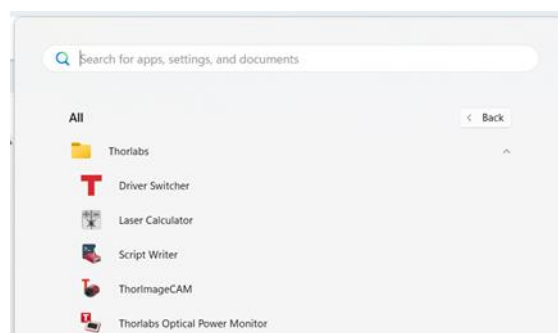 Search for apps, settings, and documents
All
Back
Thorlabs
Driver Switcher
Laser Calculator
Script Writer
ThorImageCAM
Thorlabs Optical Power Monitor